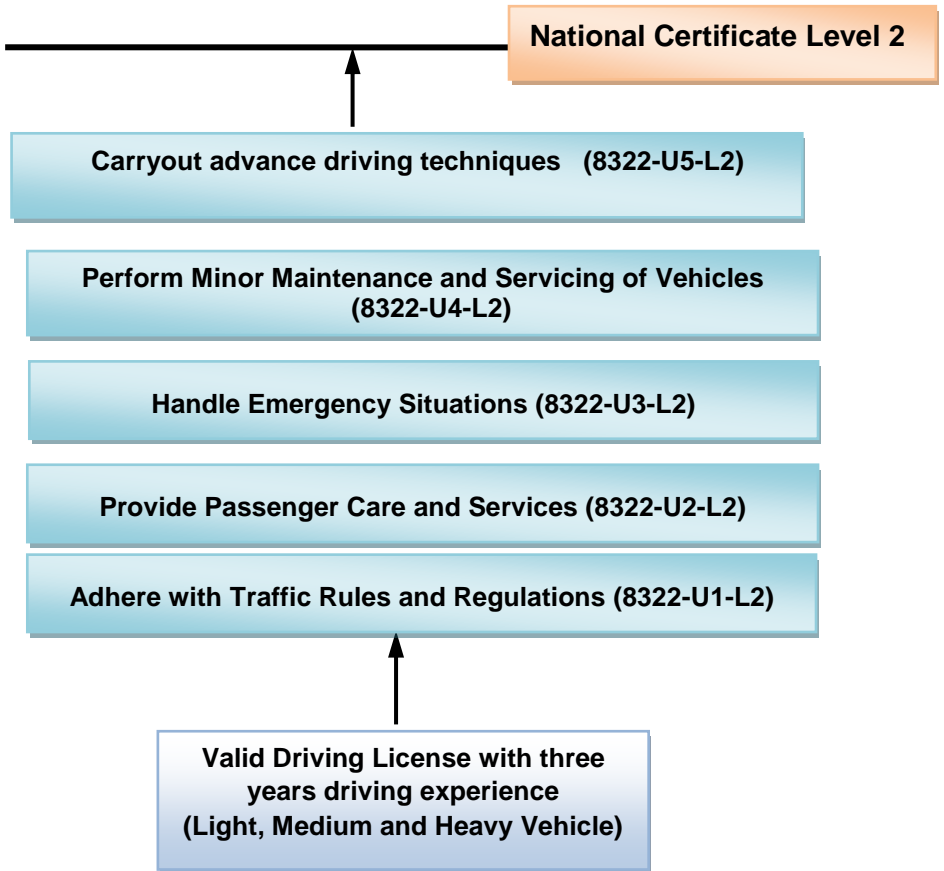 National Certificate Level 2
Carryout advance driving techniques (8322-U5-L2)
Perform Minor Maintenance and Servicing of Vehicles
(8322-U4-L2)
Handle Emergency Situations (8322-U3-L2)
Provide Passenger Care and Services (8322-U2-L2)
Adhere with Traffic Rules and Regulations (8322-U1-L2)
Valid Driving License with three
years driving experience
(Light, Medium and Heavy Vehicle)